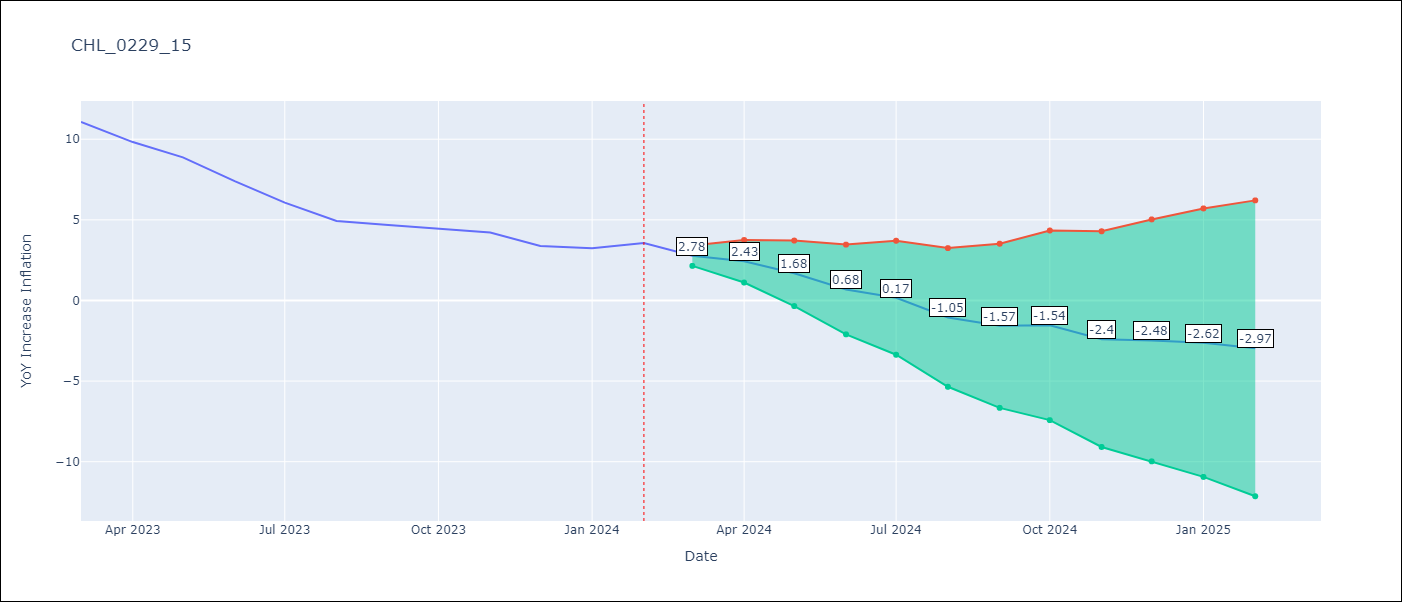 CHL_0229_15
YoY Increase Inflation
10
5
0
−5
−10
2.78
2.43
1.68
0.68
0.17
-1.05
-1.57
-1.54
-2.4
-2.48
-2.62
-2.97
Apr 2023
Jul 2023
Oct 2023
Jan 2024
Apr 2024
Jul 2024
Oct 2024
Jan 2025
Date